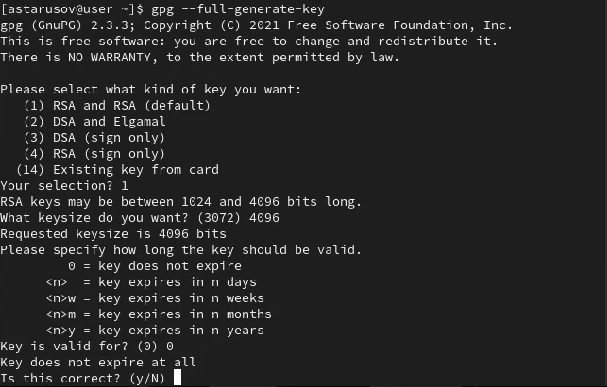 [astarusov@user ~]$ gpg --full-generate-key
gpg (GnuPG) 2.3.3; Copyright (C) 2021 Free Software Foundation, Inc.
This is free software: you are free to change and redistribute it.
There is NO WARRANTY, to the extent permitted by law.

Please select what kind of key you want:
   (1) RSA and RSA (default)
   (2) DSA and Elgamal
   (3) DSA (sign only)
   (4) RSA (sign only)
  (14) Existing key from card
Your selection? 1
RSA keys may be between 1024 and 4096 bits long.
What keysize do you want? (3072) 4096
Requested keysize is 4096 bits
Please specify how long the key should be valid.
         0 = key does not expire
      <n>  = key expires in n days
      <n>w = key expires in n weeks
      <n>m = key expires in n months
      <n>y = key expires in n years
Key is valid for? (0) 0
Key does not expire at all
Is this correct? (y/N)